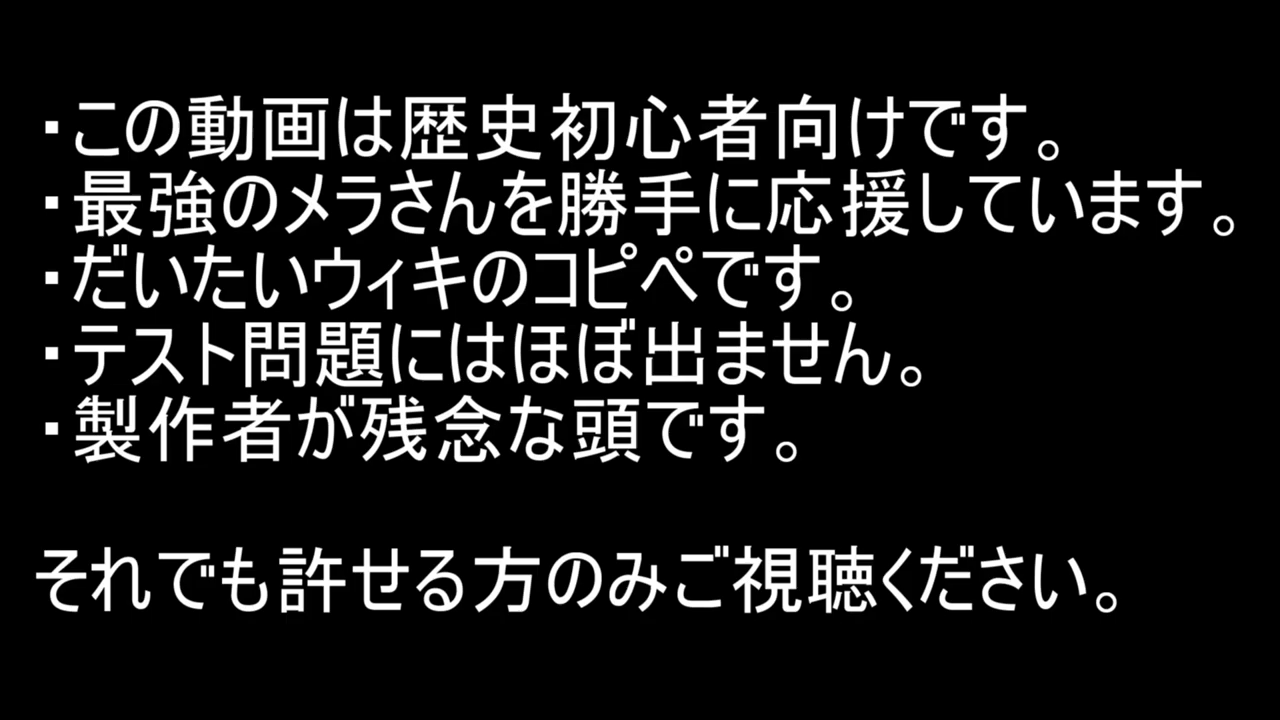 ・この動画は歴史初心者向けです。
・最強のメラさんを勝手に応援しています。
・だいたいウィキのコピペです。
・テスト問題にはほぼ出ません。
・製作者が残念な頭です。
それでも許せる方のみご視聴ください。